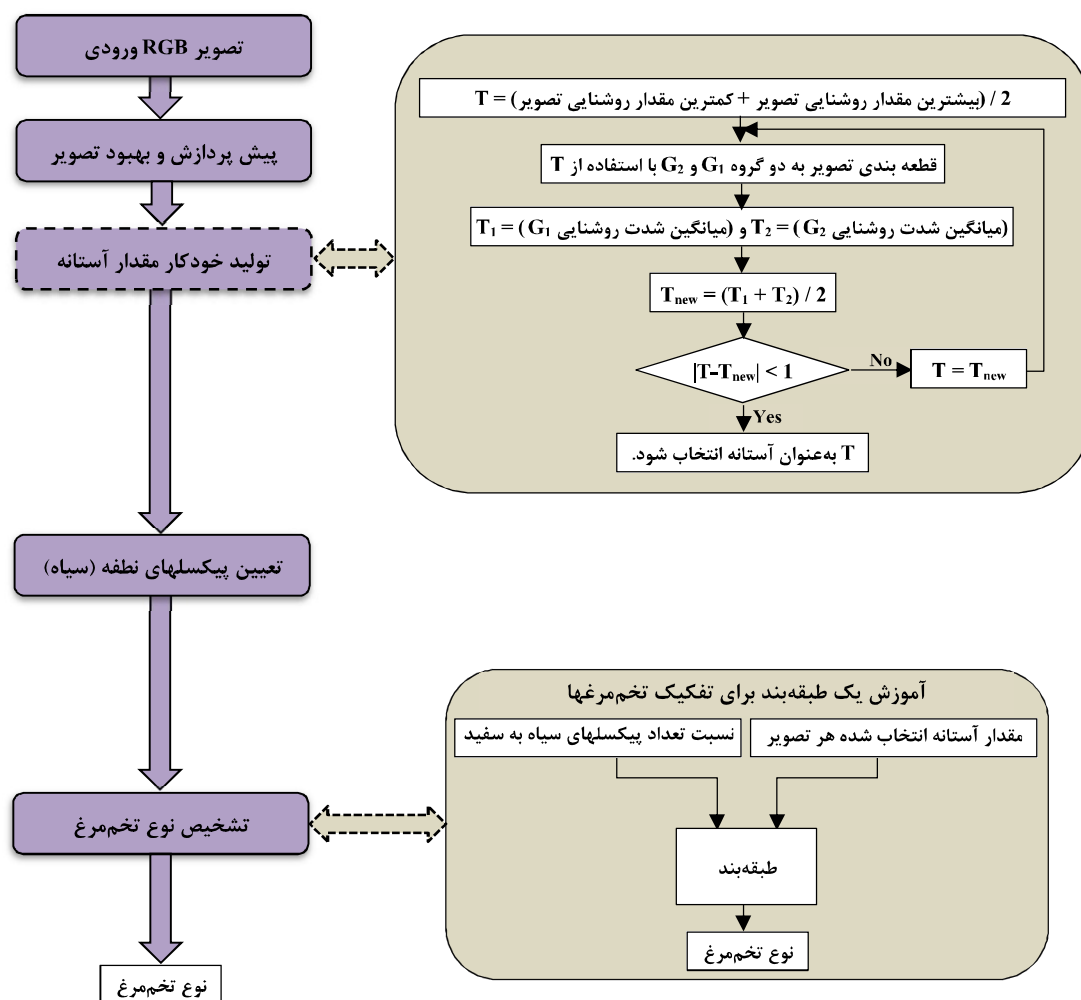 تصویر RGB ورودی
پیش پردازش و بهبود تصویر
تولید خودکار مقدار آستانه
T = (بیشترین مقدار روشنایی تصویر + کمترین مقدار روشنایی تصویر) / 2
قطعه بندی تصویر به دو گروه G1 و G2 با استفاده از T
T1 = (میانگین شدت روشنایی G1) و T2 = (میانگین شدت روشنایی G2)
Tnew = (T1 + T2) / 2
|T-Tnew| < 1
No
T = Tnew
Yes
T به‌عنوان آستانه انتخاب شود.
تعیین پیکسلهای نطفه (سیاه)
تشخیص نوع تخم‌مرغ
آموزش یک طبقه‌بند برای تفکیک تخم‌مرغها
مقدار آستانه انتخاب شده هر تصویر
نسبت تعداد پیکسلهای سیاه به سفید
طبقه‌بند
نوع تخم‌مرغ
نوع تخم‌مرغ